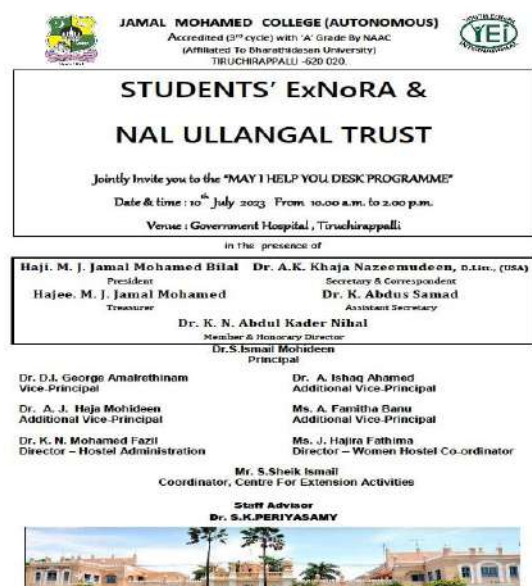 JAMAL MOHAMED COLLEGE (AUTONOMOUS)
Accredited (3rd cycle) with 'A' Grade By NAAC
(Affiliated To Bharathidasan University)
TIRUCHIRAPPALLI -620 020.
YEI
STUDENTS' ExNoRA &
NAL ULLANGAL TRUST
Jointly Invite you to the "MAY I HELP YOU DESK PROGRAMME"
Date & time : 10th July 2023 From 10.00 a.m. to 2.00 p.m.
Venue : Government Hospital , Tiruchirappalli
in the presence of
Haji. M. J. Jamal Mohamed Bilal Dr. A.K. Khaja Nazeemudeen, D.Litt., (USA)
President Secretary & Correspondent
Hajee. M. J. Jamal Mohamed Dr. K. Abdus Samad
Treasurer Assistant Secretary
Dr. K. N. Abdul Kader Nihal
Member & Honorary Director
Dr.S.Ismail Mohideen
Principal
Dr. D.I. George Amalrethinam Dr. A. Ishaq Ahamed
Vice-Principal Additional Vice-Principal
Dr. A. J. Haja Mohideen Ms. A. Famitha Banu
Additional Vice-Principal Additional Vice-Principal
Dr. K. N. Mohamed Fazil Ms. J. Hajira Fathima
Director – Hostel Administration Director – Women Hostel Co-ordinator
Mr. S.Sheik Ismail
Coordinator, Centre For Extension Activities
Staff Advisor
Dr. S.K.PERIYASAMY